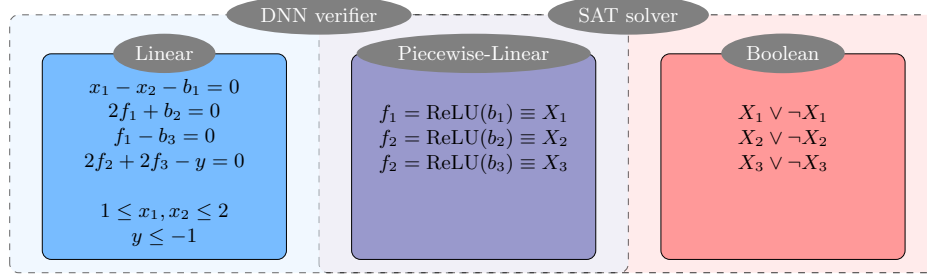 DNN verifier
SAT solver
Linear
x₁ − x₂ − b₁ = 0
2f₁ + b₂ = 0
f₁ − b₃ = 0
2f₂ + 2f₃ − y = 0
1 ≤ x₁, x₂ ≤ 2
y ≤ −1
Piecewise-Linear
f₁ = ReLU(b₁) ≡ X₁
f₂ = ReLU(b₂) ≡ X₂
f₂ = ReLU(b₃) ≡ X₃
Boolean
X₁ ∨ ¬X₁
X₂ ∨ ¬X₂
X₃ ∨ ¬X₃